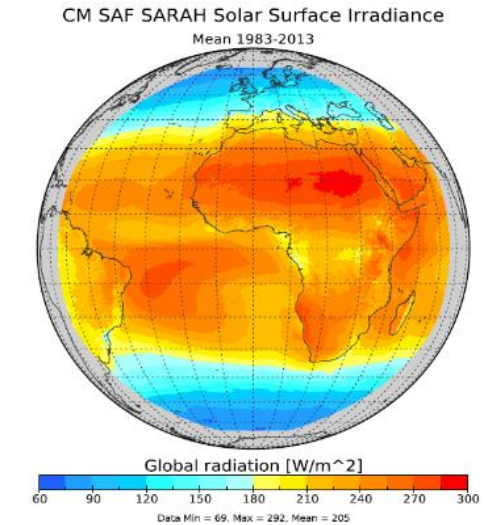 CM SAF SARAH Solar Surface Irradiance
Mean 1983-2013
Global radiation [W/m^2]
60 90 120 150 180 210 240 270 300
Data Min = 69, Max = 292, Mean = 205